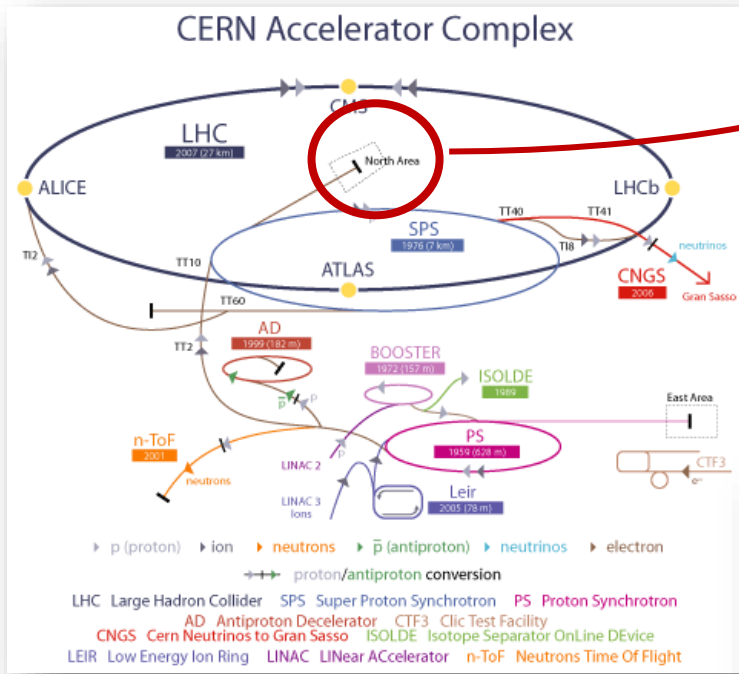 CERN Accelerator Complex
CMS
LHC
2007 (27 km)
North Area
ALICE
LHCb
TT40
TT41
SPS
1976 (7 km)
TI8
neutrinos
TI2
TT10
ATLAS
CNGS
2006
Gran Sasso
TT60
AD
1999 (182 m)
TT2
BOOSTER
1972 (157 m)
ISOLDE
1989
East Area
p
p̅
n-ToF
2001
PS
1959 (628 m)
LINAC 2
p
neutrons
CTF3
e⁻
LINAC 3
Ions
Leir
2005 (78 m)
p (proton) ion neutrons p̅ (antiproton) neutrinos electron
proton/antiproton conversion
LHC Large Hadron Collider SPS Super Proton Synchrotron PS Proton Synchrotron
AD Antiproton Decelerator CTF3 Clic Test Facility
CNGS Cern Neutrinos to Gran Sasso ISOLDE Isotope Separator OnLine DEvice
LEIR Low Energy Ion Ring LINAC LINear ACcelerator n-ToF Neutrons Time Of Flight